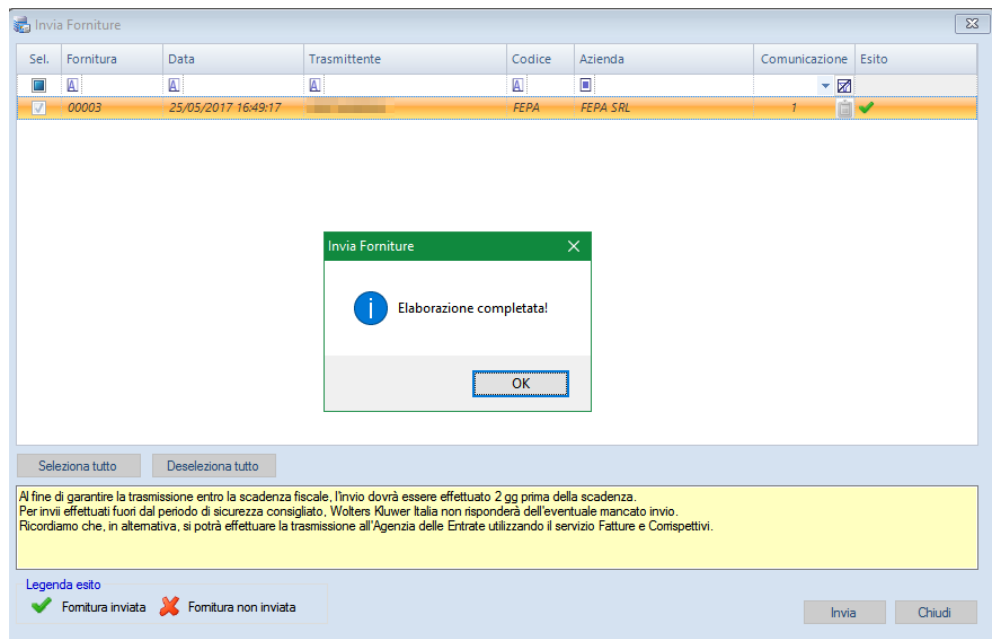 Invia Forniture
Sel. Fornitura Data Trasmittente Codice Azienda Comunicazione Esito
00003 25/05/2017 16:49:17 FEPA FEPA SRL 1
Invia Forniture
Elaborazione completata!
OK
Seleziona tutto Deseleziona tutto
Al fine di garantire la trasmissione entro la scadenza fiscale, l'invio dovrà essere effettuato 2 gg prima della scadenza.
Per invii effettuati fuori dal periodo di sicurezza consigliato, Wolters Kluwer Italia non risponderà dell'eventuale mancato invio.
Ricordiamo che, in alternativa, si potrà effettuare la trasmissione all'Agenzia delle Entrate utilizzando il servizio Fatture e Corrispettivi.
Legenda esito
Fornitura inviata Fornitura non inviata
Invia Chiudi